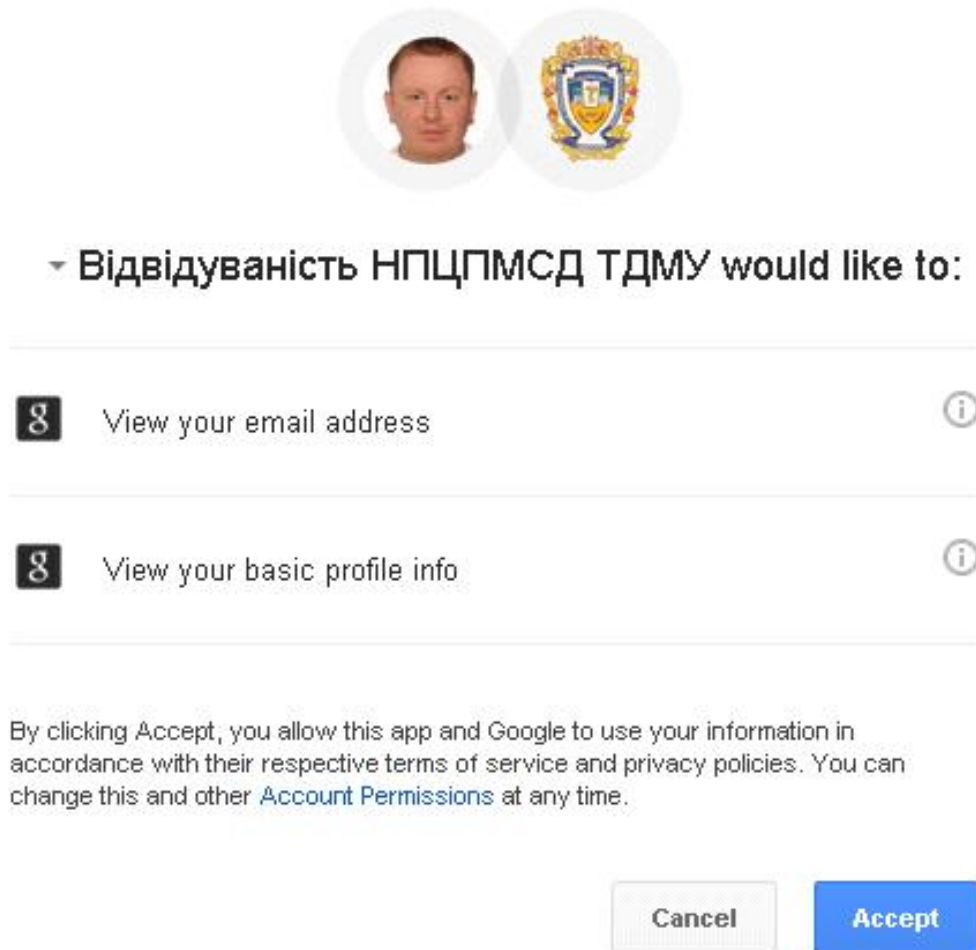 Відвідуваність НПЦПМСД ТДМУ would like to:
View your email address
View your basic profile info
By clicking Accept, you allow this app and Google to use your information in
accordance with their respective terms of service and privacy policies. You can
change this and other Account Permissions at any time.
Cancel Accept